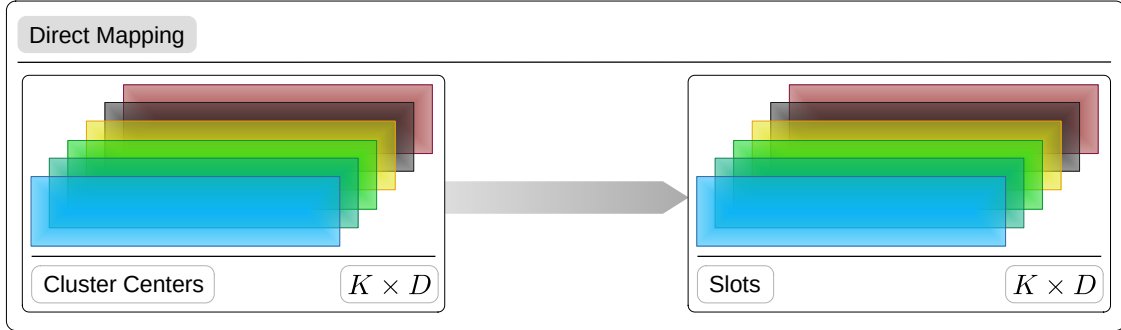 Direct Mapping
Cluster Centers
K × D
Slots
K × D